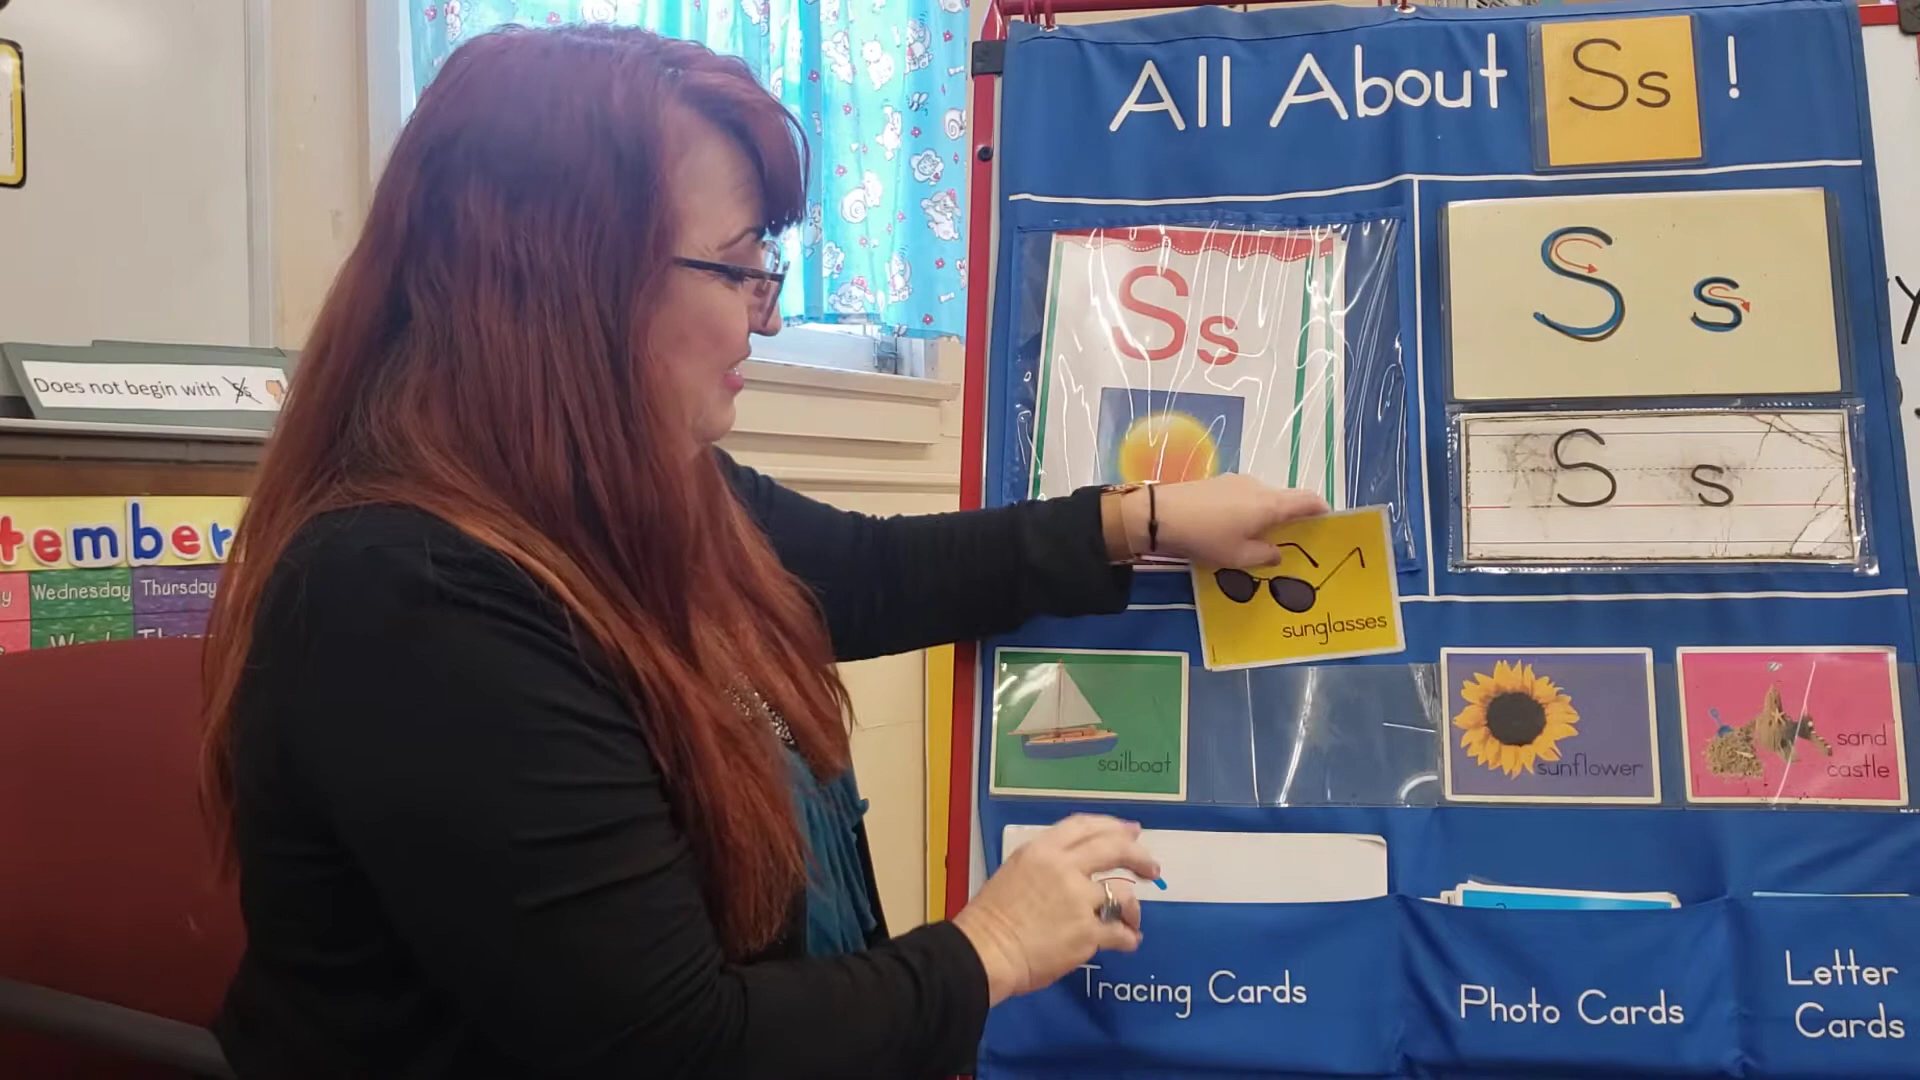 All About Ss !
Ss
S s
S s
Does not begin with Ss
tember
y Wednesday Thursday
sunglasses
sailboat
sunflower
sand
castle
Tracing Cards
Photo Cards
Letter
Cards